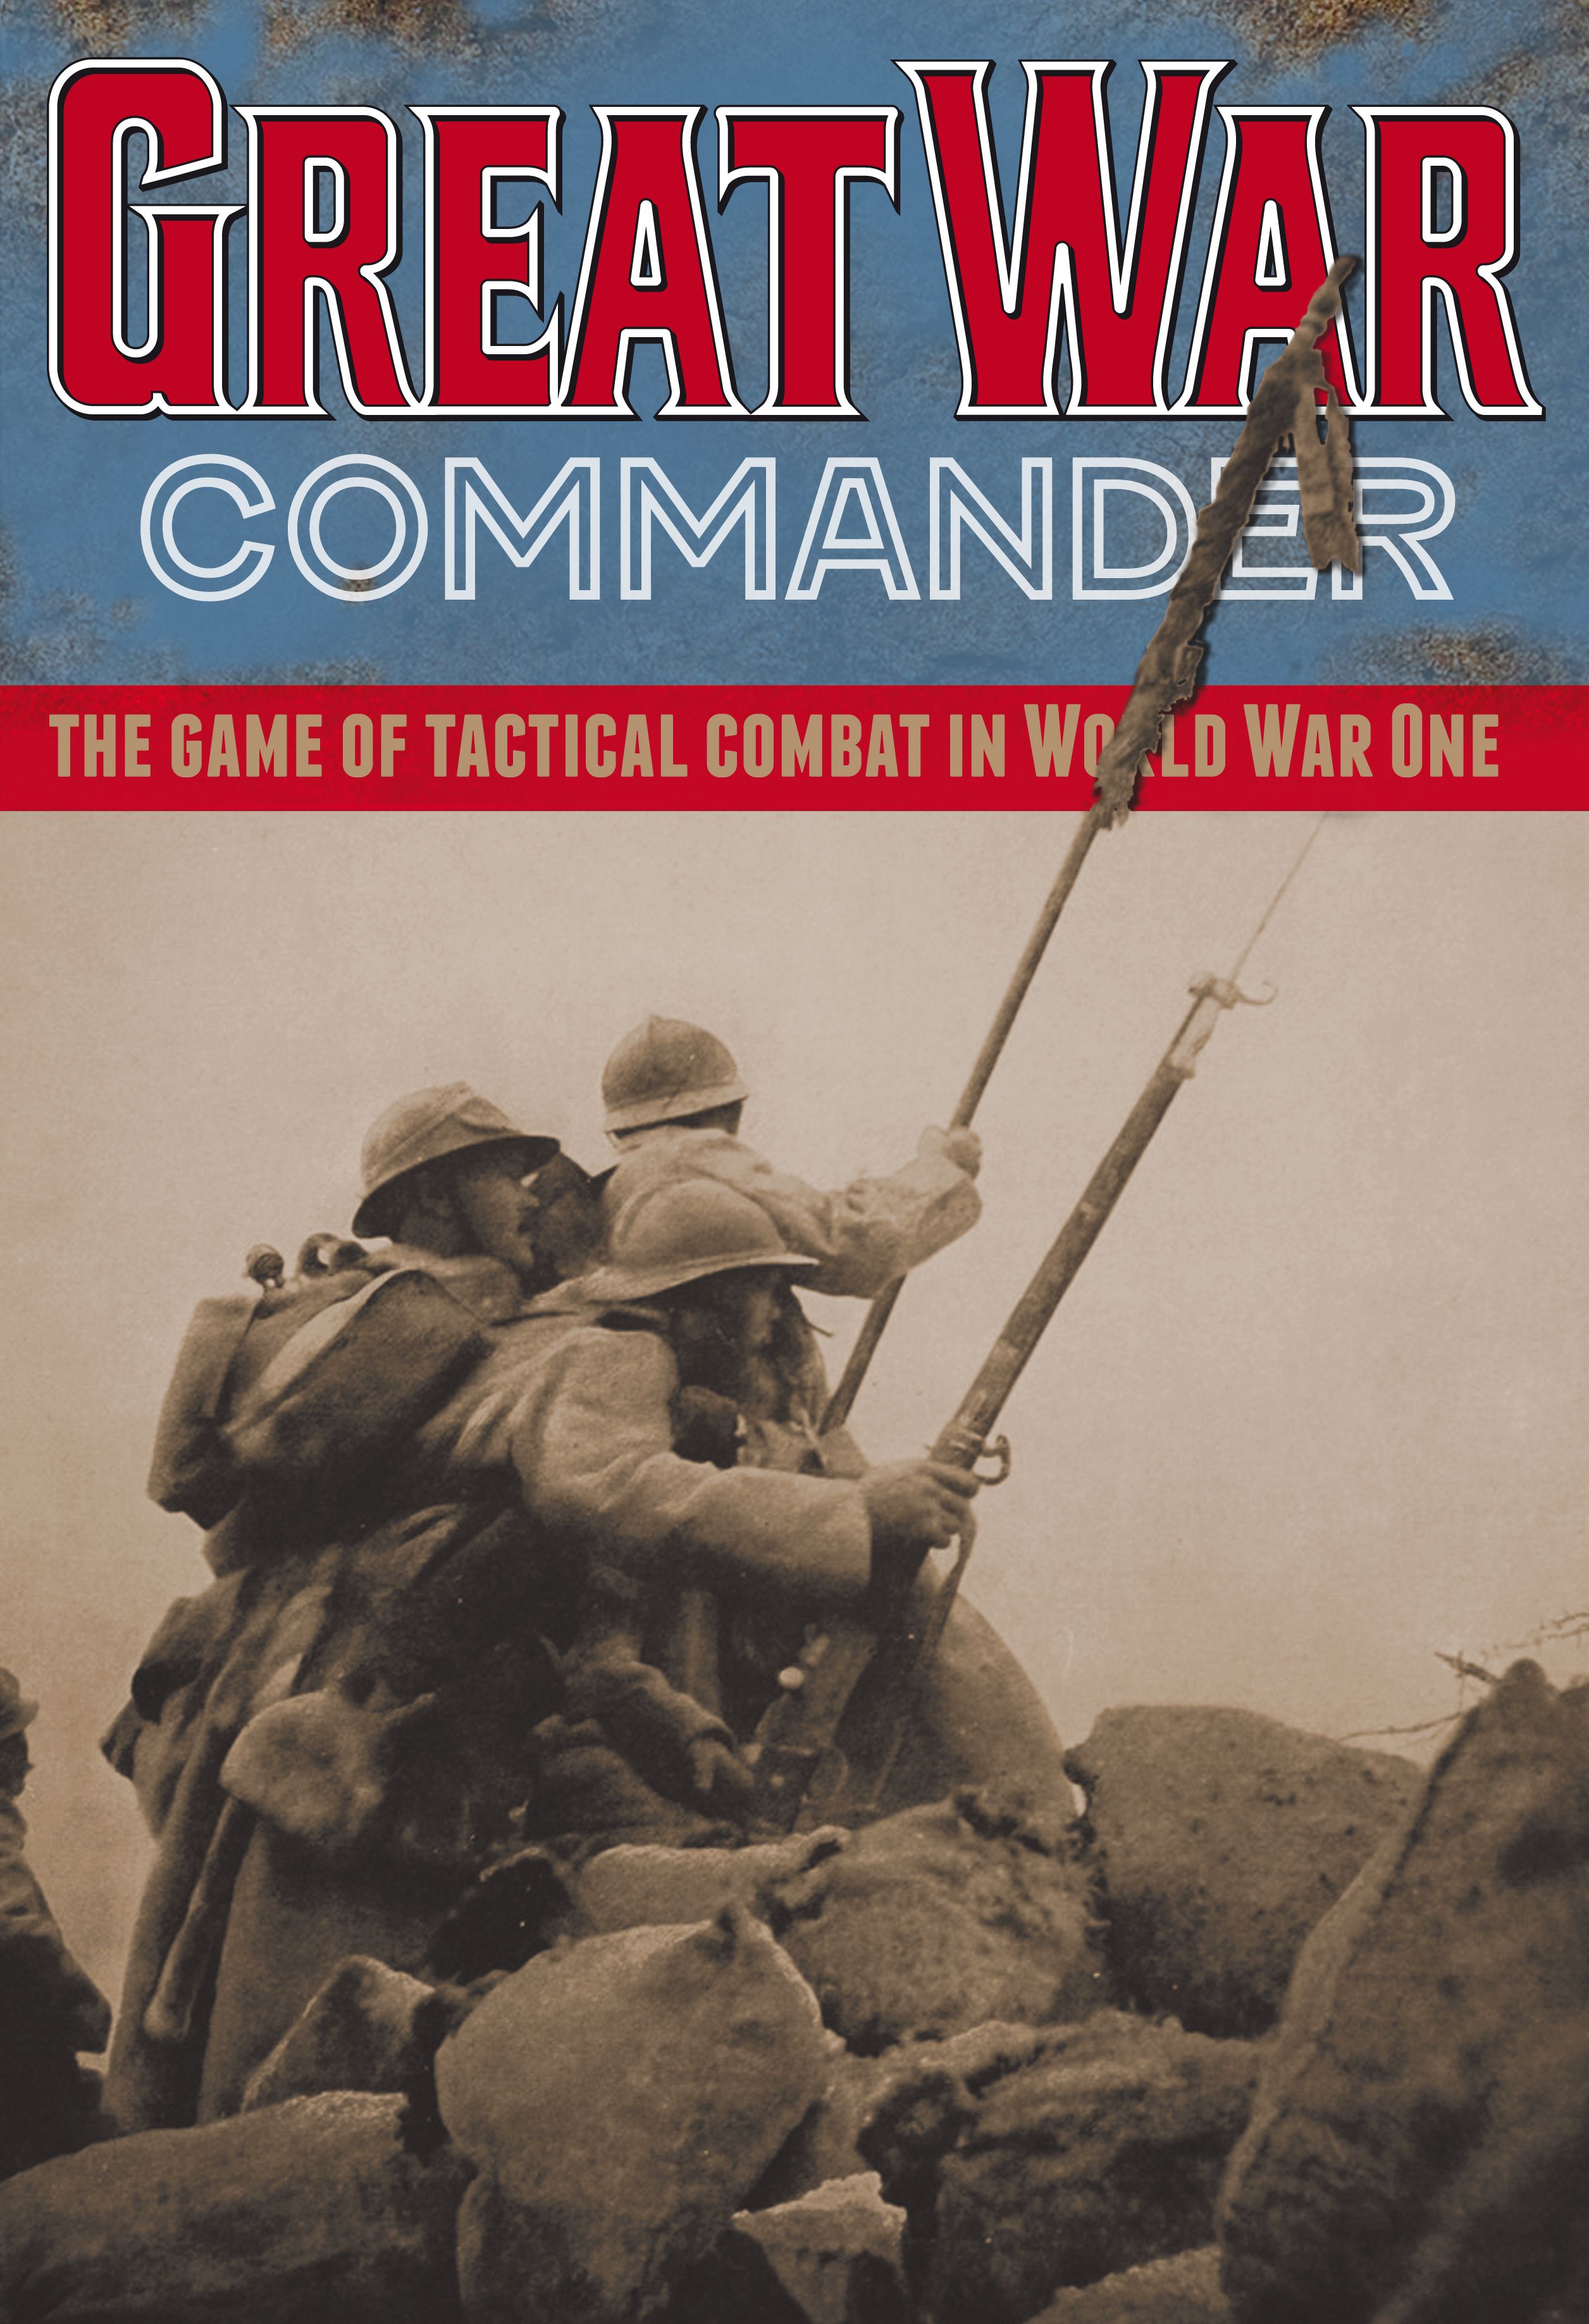 GREAT WAR
COMMANDER
THE GAME OF TACTICAL COMBAT IN WORLD WAR ONE